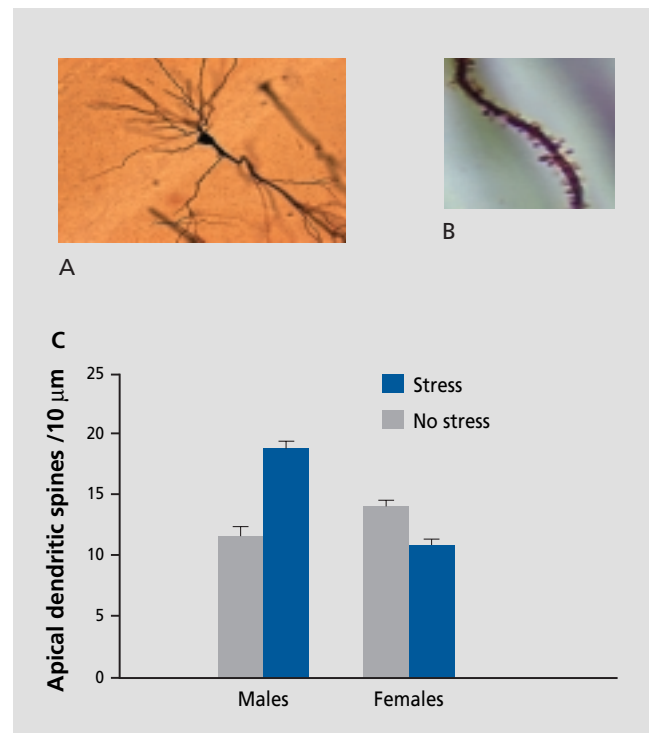 A
B
C
Apical dendritic spines /10 μm
25
20
15
10
5
0
Stress
No stress
Males
Females